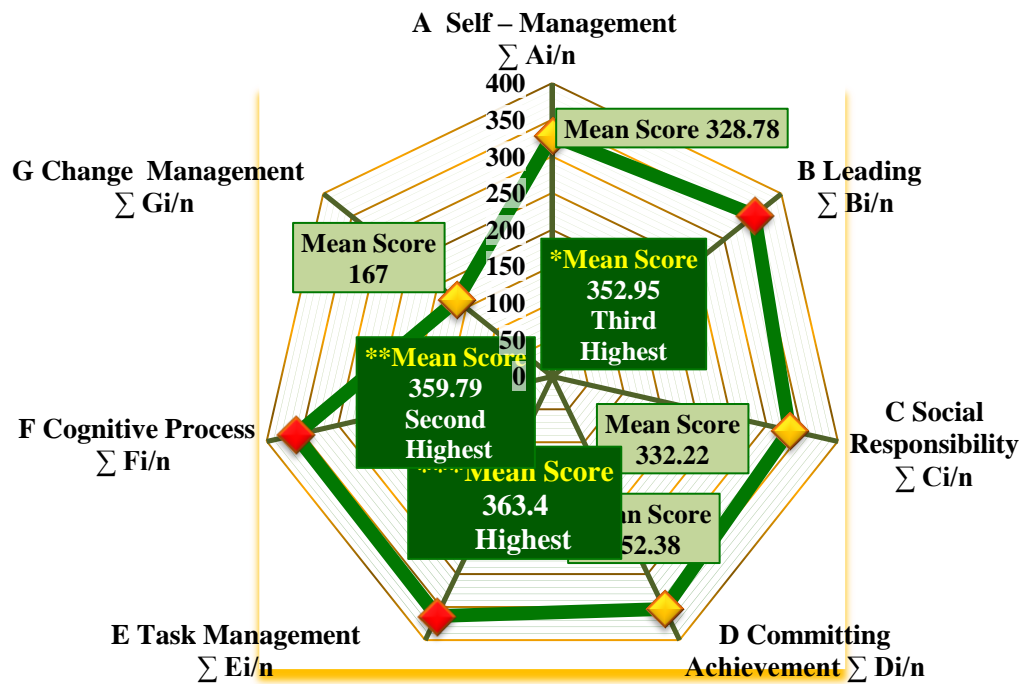 A Self – Management
∑ Ai/n
400
350
300
250
200
150
100
50
0
Mean Score 328.78
B Leading
∑ Bi/n
*Mean Score
352.95
Third
Highest
C Social
Responsibility
∑ Ci/n
Mean Score
332.22
D Committing
Achievement ∑ Di/n
Score
52.38
E Task Management
∑ Ei/n
Mean Score
363.4
Highest
F Cognitive Process
∑ Fi/n
**Mean Score
359.79
Second
Highest
G Change Management
∑ Gi/n
Mean Score
167